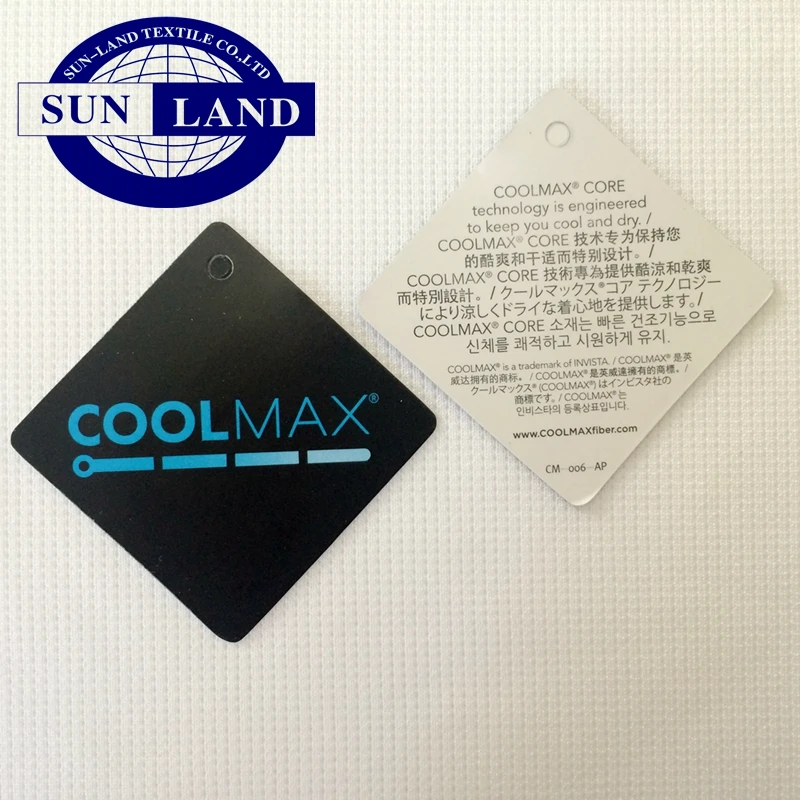 SUN-LAND TEXTILE CO.,LTD
SUN LAND
COOLMAX®
COOLMAX® CORE
technology is engineered
to keep you cool and dry. /
COOLMAX® CORE 技术专为保持您
的酷爽和干适而特别设计。/
COOLMAX® CORE 技術專為提供酷涼和乾爽
而特別設計。/ クールマックス®コア テクノロジー
により涼しくドライな着心地を提供します。/
COOLMAX® CORE 소재는 빠른 건조기능으로
신체를 쾌적하고 시원하게 유지.
COOLMAX® is a trademark of INVISTA. / COOLMAX® 是英
威达拥有的商标。/ COOLMAX® 是英威達擁有的商標。/
クールマックス® (COOLMAX®) はインビスタ社の
商標です。/ COOLMAX® 는
인비스타의 등록상표입니다.
www.COOLMAXfiber.com
CM-006-AP